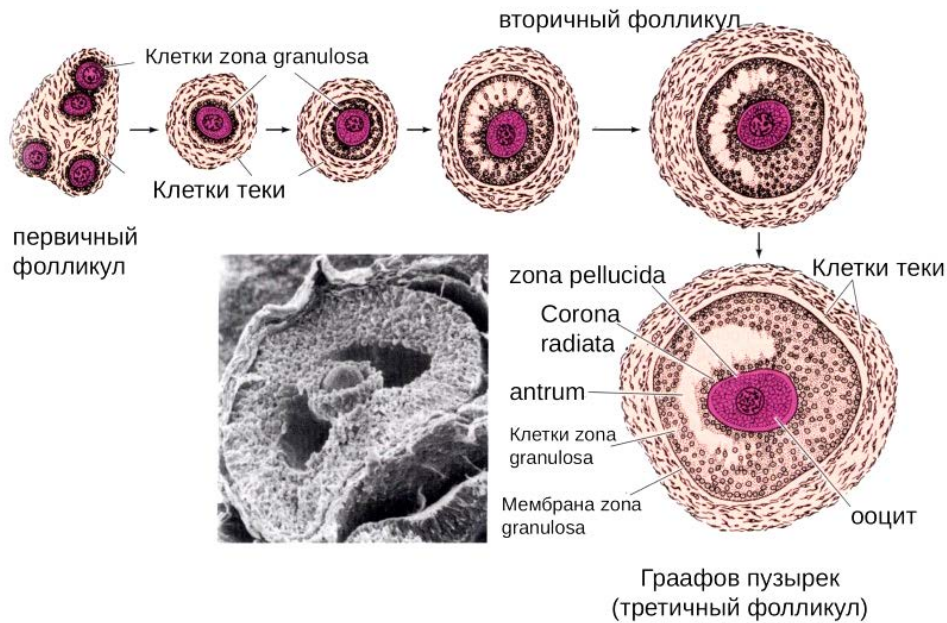 вторичный фолликул
Клетки zona granulosa
Клетки теки
первичный
фолликул
zona pellucida
Клетки теки
Corona
radiata
antrum
Клетки zona
granulosa
Мембрана zona
granulosa
ооцит
Граафов пузырек
(третичный фолликул)